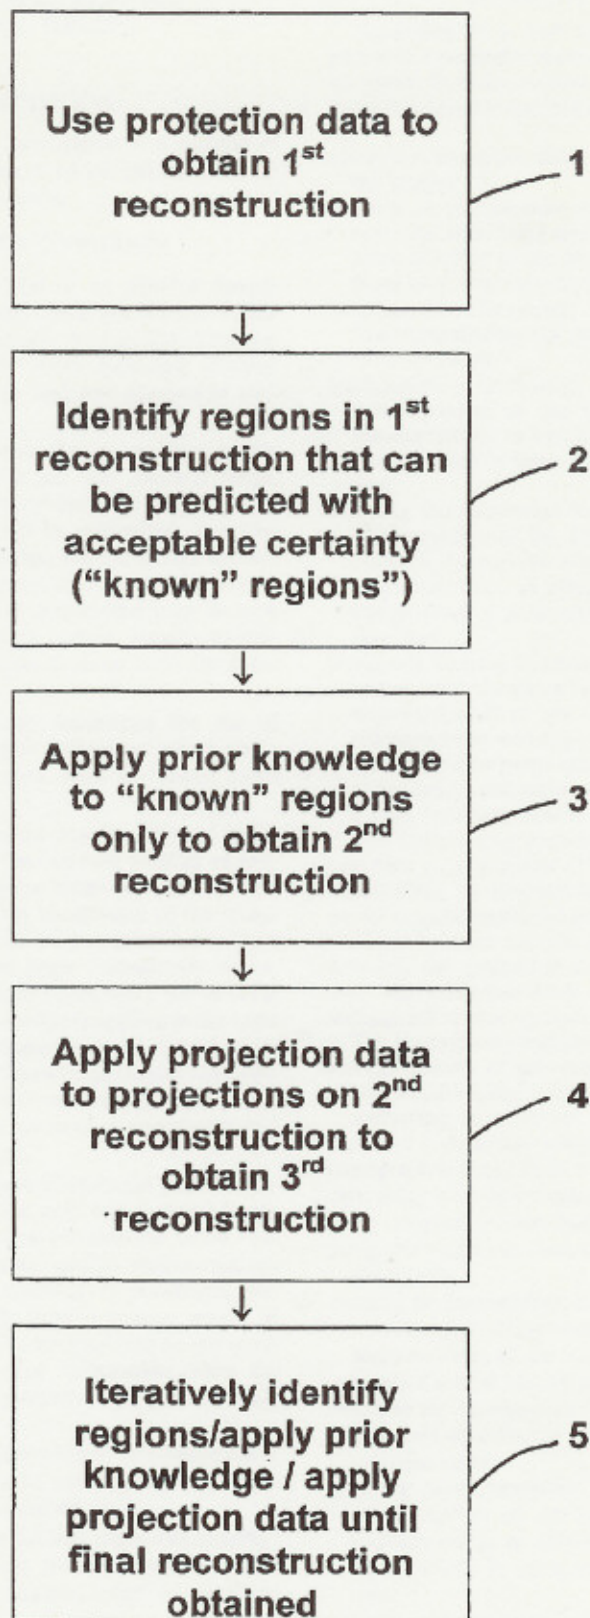 Use protection data to
obtain 1st
reconstruction
1
Identify regions in 1st
reconstruction that can
be predicted with
acceptable certainty
(“known” regions”)
2
Apply prior knowledge
to “known” regions
only to obtain 2nd
reconstruction
3
Apply projection data
to projections on 2nd
reconstruction to
obtain 3rd
reconstruction
4
Iteratively identify
regions/apply prior
knowledge / apply
projection data until
final reconstruction
obtained
5